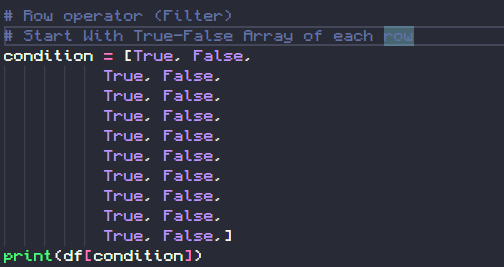 # Row operator (Filter)
# Start With True-False Array of each row
condition = [True, False,
True, False,
True, False,
True, False,
True, False,
True, False,
True, False,
True, False,
True, False,
True, False,]
print(df[condition])